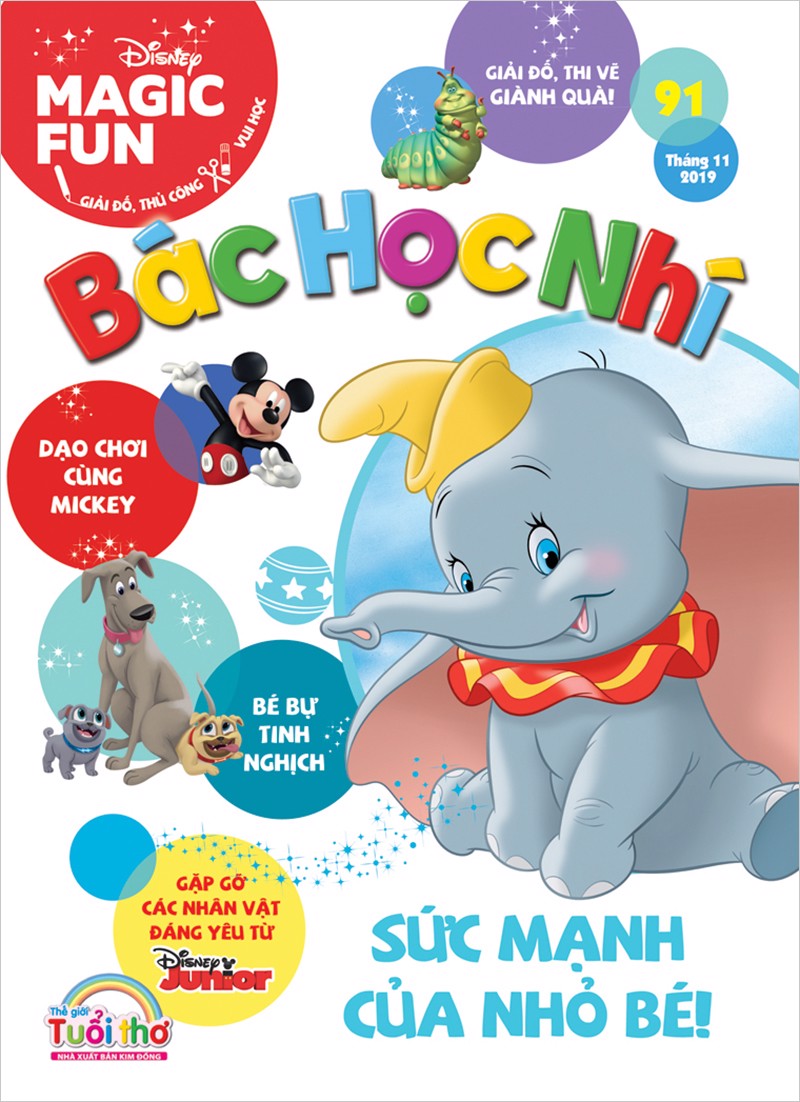 Disney
MAGIC
FUN
GIẢI ĐỐ, THỦ CÔNG
VUI HỌC
GIẢI ĐỐ, THI VẼ
GIÀNH QUÀ!
91
Tháng 11
2019
Bác Học Nhí
DẠO CHƠI
CÙNG
MICKEY
BÉ BỰ
TINH
NGHỊCH
GẶP GỠ
CÁC NHÂN VẬT
ĐÁNG YÊU TỪ
Disney
Junior
SỨC MẠNH
CỦA NHỎ BÉ!
Thế giới
Tuổi thơ
NHÀ XUẤT BẢN KIM ĐỒNG